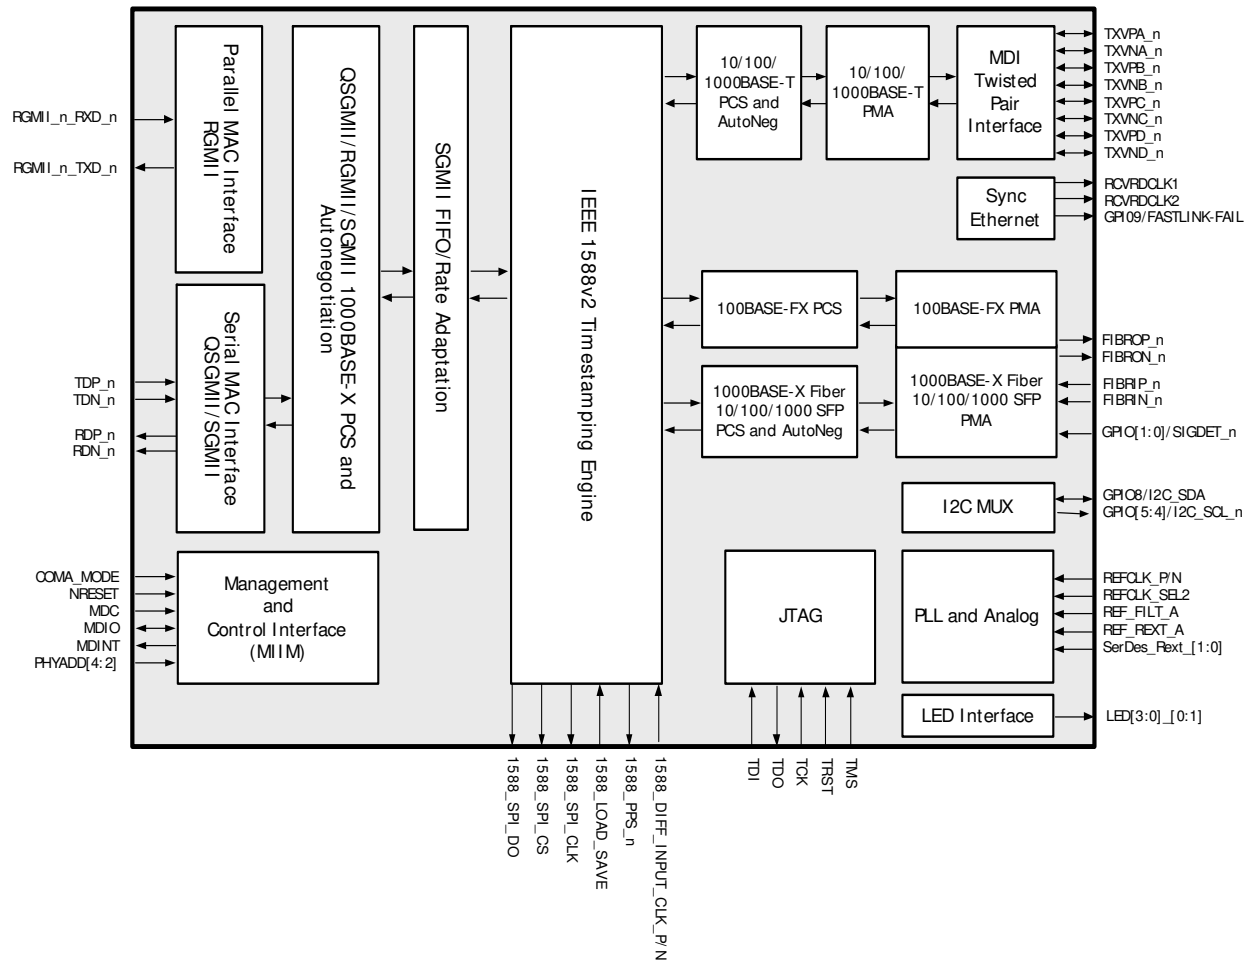 RGMII_n_RXD_n
RGMII_n_TXD_n
TDP_n
TDN_n
RDP_n
RDN_n
COMA_MODE
NRESET
MDC
MDIO
MDINT
PHYADD[4:2]
Parallel MAC Interface
RGMII
Serial MAC Interface
QSGMII/SGMII
Management
and
Control Interface
(MIIM)
QSGMII/RGMII/SGMII 1000BASE-X PCS and
Autonegotiation
SGMII FIFO/Rate Adaptation
IEEE 1588v2 Timestamping Engine
10/100/
1000BASE-T
PCS and
AutoNeg
10/100/
1000BASE-T
PMA
MDI
Twisted
Pair
Interface
Sync
Ethernet
100BASE-FX PCS
100BASE-FX PMA
1000BASE-X Fiber
10/100/1000 SFP
PCS and AutoNeg
1000BASE-X Fiber
10/100/1000 SFP
PMA
I2C MUX
JTAG
PLL and Analog
LED Interface
TXVPA_n
TXVNA_n
TXVPB_n
TXVNB_n
TXVPC_n
TXVNC_n
TXVPD_n
TXVND_n
RCVRDCLK1
RCVRDCLK2
GPI09/FASTLINK-FAIL
FIBROP_n
FIBRON_n
FIBRIP_n
FIBRIN_n
GPIO[1:0]/SIGDET_n
GPIO8/I2C_SDA
GPIO[5:4]/I2C_SCL_n
REFCLK_P/N
REFCLK_SEL2
REF_FILT_A
REF_REXT_A
SerDes_Rext_[1:0]
LED[3:0]_[0:1]
1588_SPI_DO
1588_SPI_CS
1588_SPI_CLK
1588_LOAD_SAVE
1588_PPS_n
1588_DIFF_INPUT_CLK_P/N
TDI
TDO
TCK
TRST
TMS